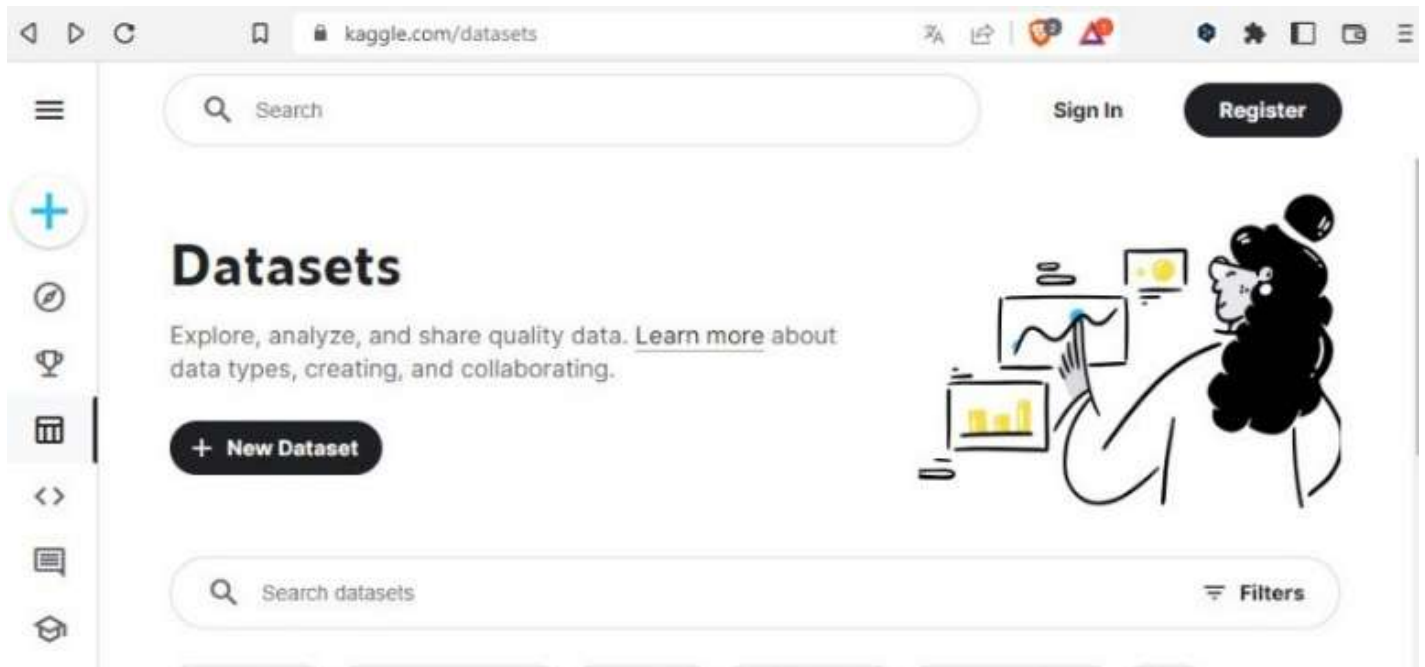 kaggle.com/datasets
Search
Sign In
Register
Datasets
Explore, analyze, and share quality data. Learn more about
data types, creating, and collaborating.
+ New Dataset
Search datasets
Filters